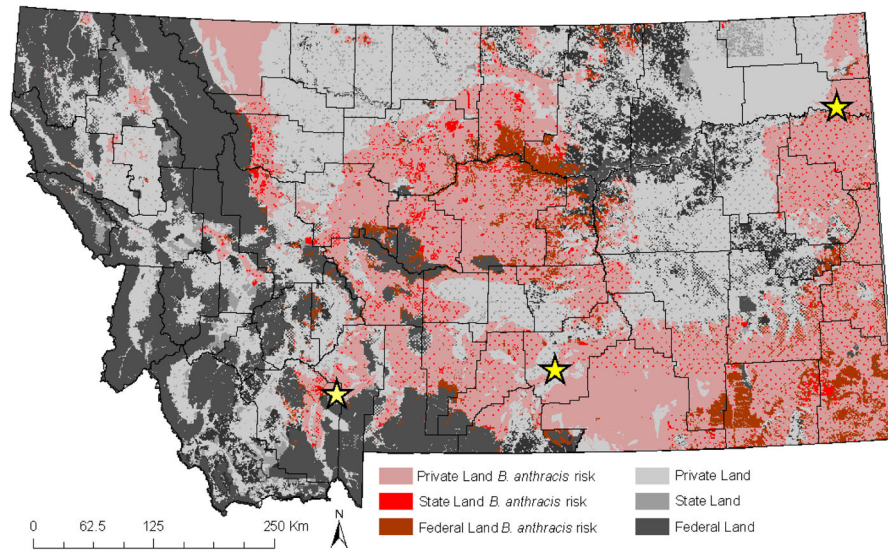 Private Land B. anthracis risk
State Land B. anthracis risk
Federal Land B. anthracis risk
Private Land
State Land
Federal Land
0 62.5 125 250 Km
N